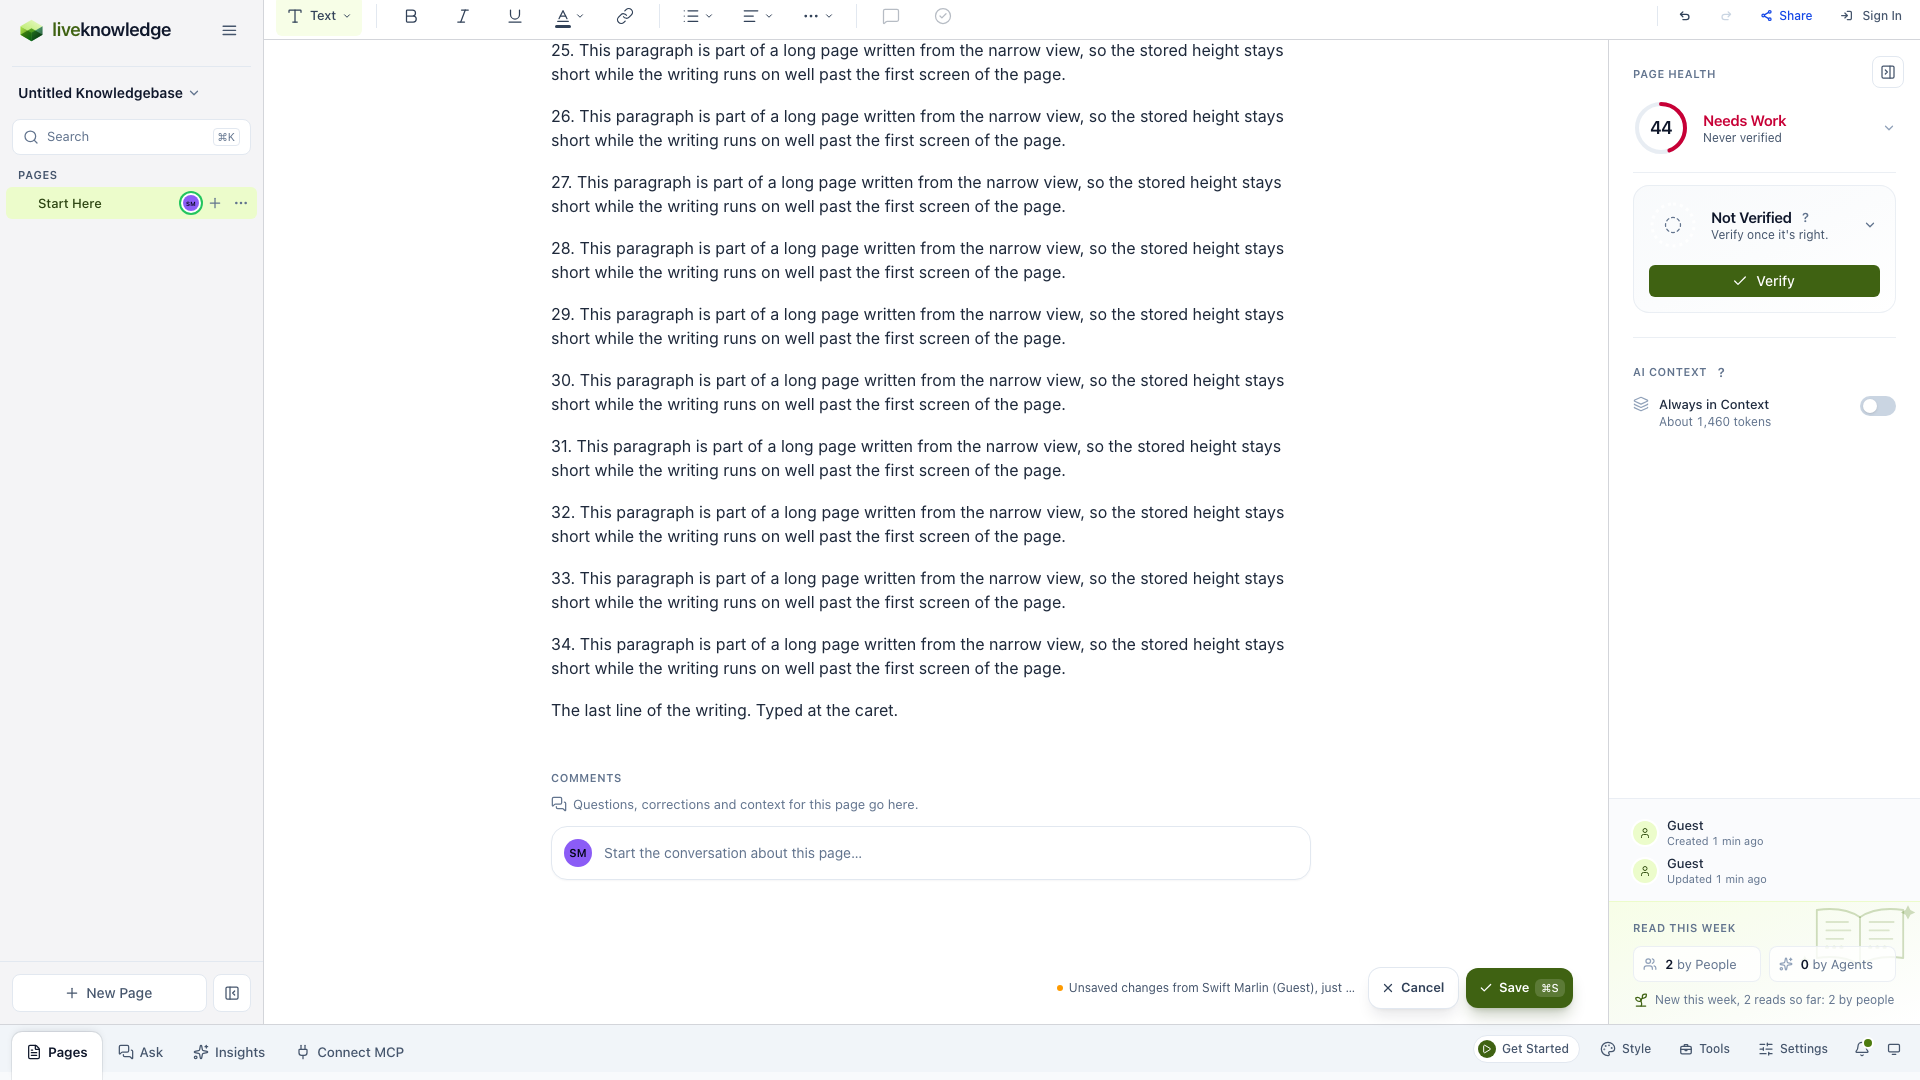 liveknowledge
Untitled Knowledgebase
Search ⌘K
PAGES
Start Here SM
New Page
Text
B I U A
Share
Sign In
25. This paragraph is part of a long page written from the narrow view, so the stored height stays
short while the writing runs on well past the first screen of the page.
26. This paragraph is part of a long page written from the narrow view, so the stored height stays
short while the writing runs on well past the first screen of the page.
27. This paragraph is part of a long page written from the narrow view, so the stored height stays
short while the writing runs on well past the first screen of the page.
28. This paragraph is part of a long page written from the narrow view, so the stored height stays
short while the writing runs on well past the first screen of the page.
29. This paragraph is part of a long page written from the narrow view, so the stored height stays
short while the writing runs on well past the first screen of the page.
30. This paragraph is part of a long page written from the narrow view, so the stored height stays
short while the writing runs on well past the first screen of the page.
31. This paragraph is part of a long page written from the narrow view, so the stored height stays
short while the writing runs on well past the first screen of the page.
32. This paragraph is part of a long page written from the narrow view, so the stored height stays
short while the writing runs on well past the first screen of the page.
33. This paragraph is part of a long page written from the narrow view, so the stored height stays
short while the writing runs on well past the first screen of the page.
34. This paragraph is part of a long page written from the narrow view, so the stored height stays
short while the writing runs on well past the first screen of the page.
The last line of the writing. Typed at the caret.
COMMENTS
Questions, corrections and context for this page go here.
SM Start the conversation about this page...
Unsaved changes from Swift Marlin (Guest), just ...
Cancel
Save ⌘S
PAGE HEALTH
44
Needs Work
Never verified
Not Verified ?
Verify once it's right.
Verify
AI CONTEXT ?
Always in Context
About 1,460 tokens
Guest
Created 1 min ago
Guest
Updated 1 min ago
READ THIS WEEK
2 by People
0 by Agents
New this week, 2 reads so far: 2 by people
Pages
Ask
Insights
Connect MCP
Get Started
Style
Tools
Settings